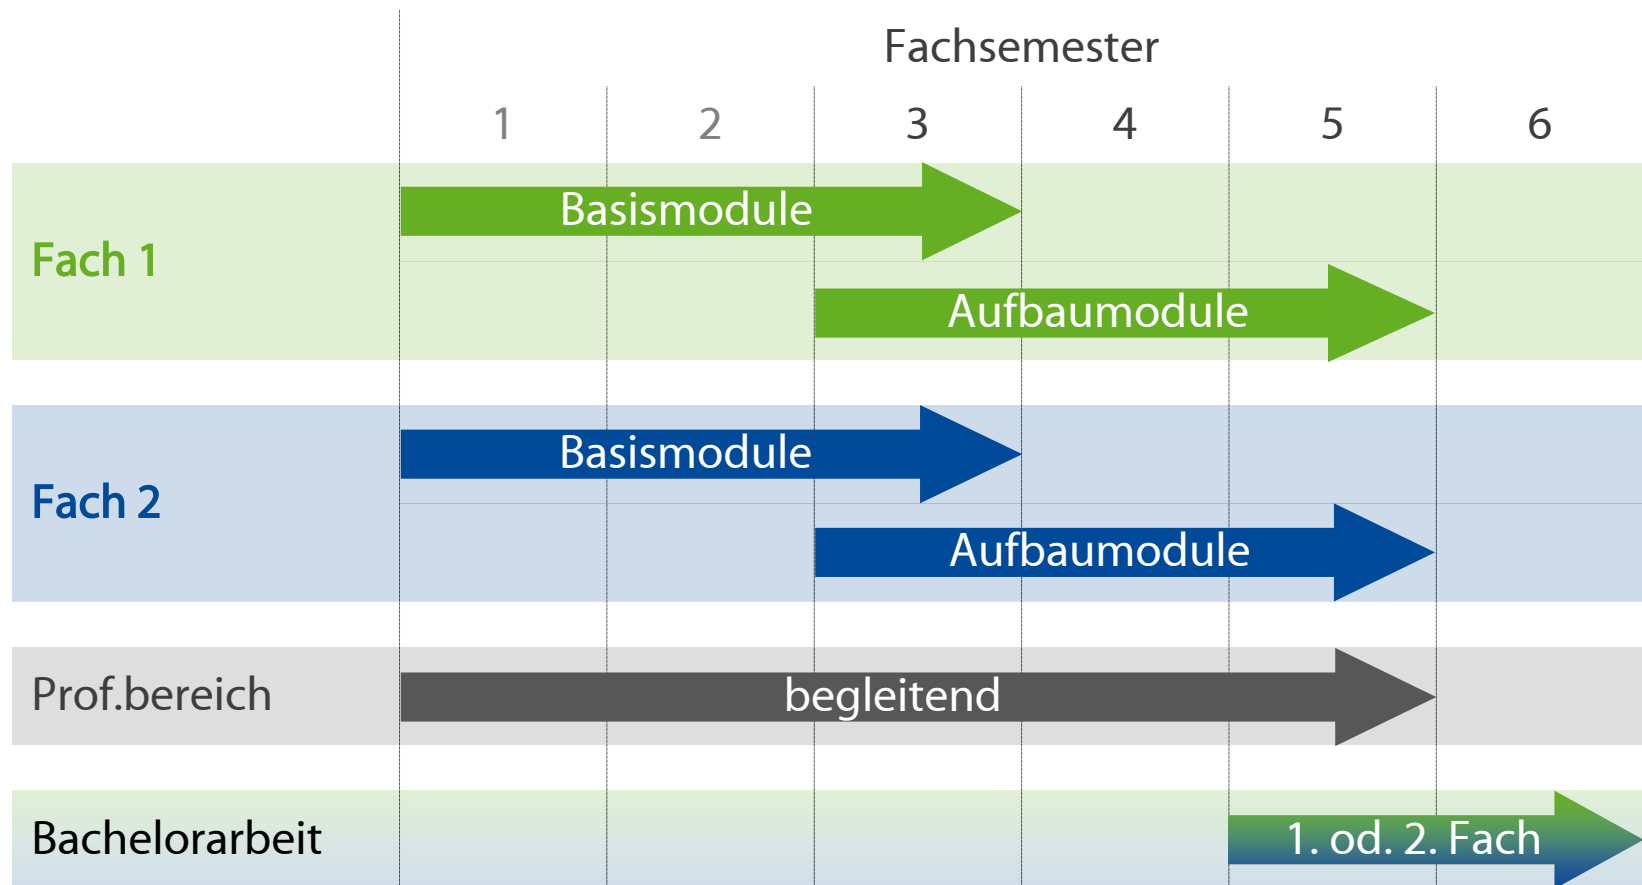 Fachsemester
1 2 3 4 5 6
Fach 1
Basismodule
Aufbaumodule
Fach 2
Basismodule
Aufbaumodule
Prof.bereich
begleitend
Bachelorarbeit
1. od. 2. Fach